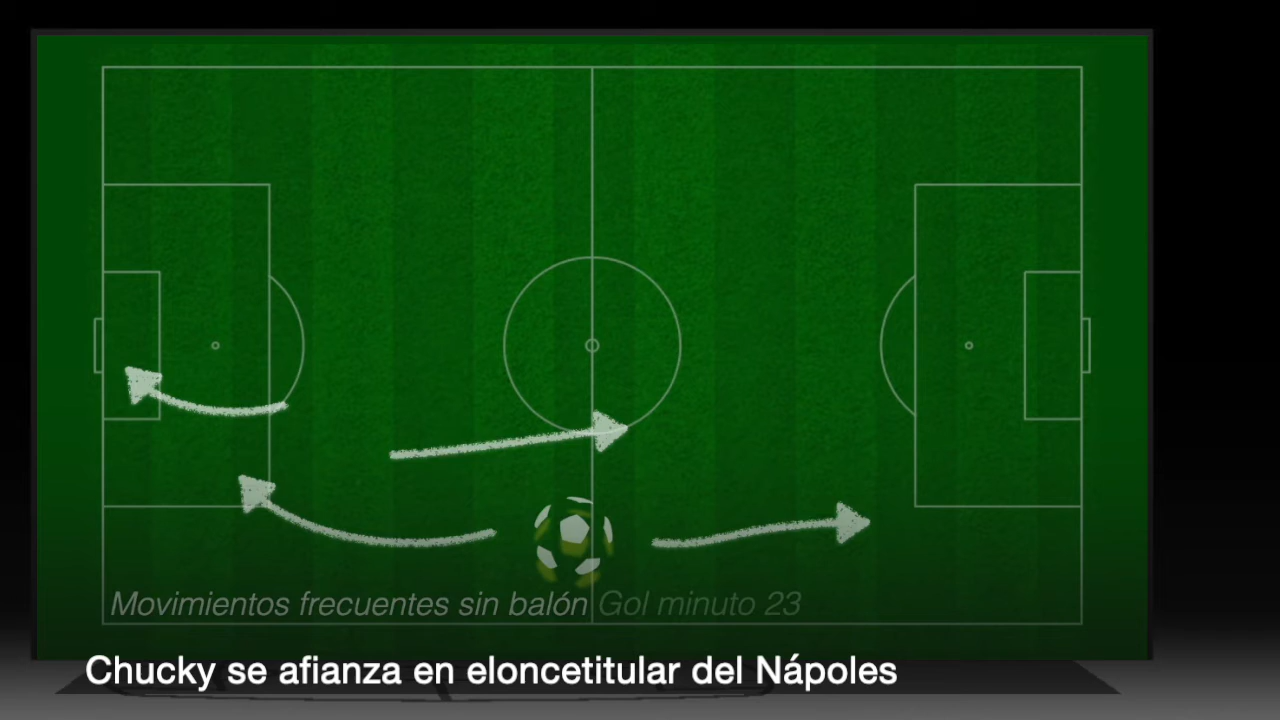 Movimientos frecuentes sin balón Gol minuto 23
Chucky se afianza en eloncetitular del Nápoles